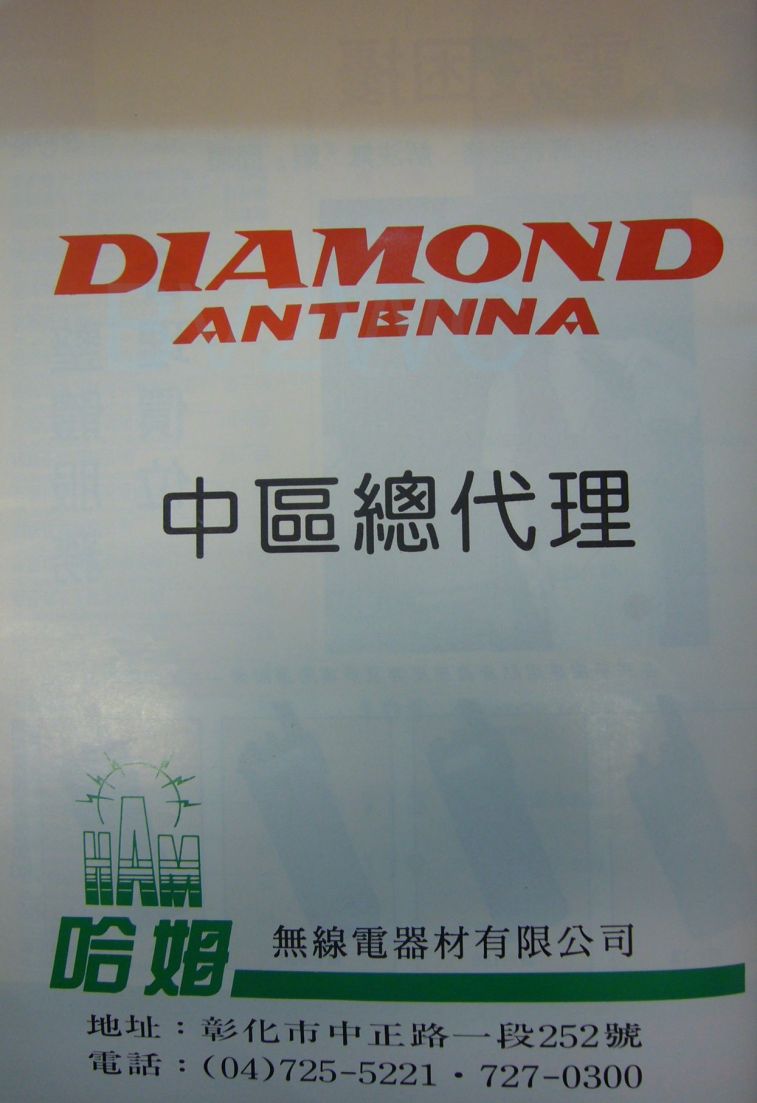 DIAMOND
ANTENNA
中區總代理
HAM
哈姆 無線電器材有限公司
地址：彰化市中正路一段252號
電話：(04)725-5221・727-0300